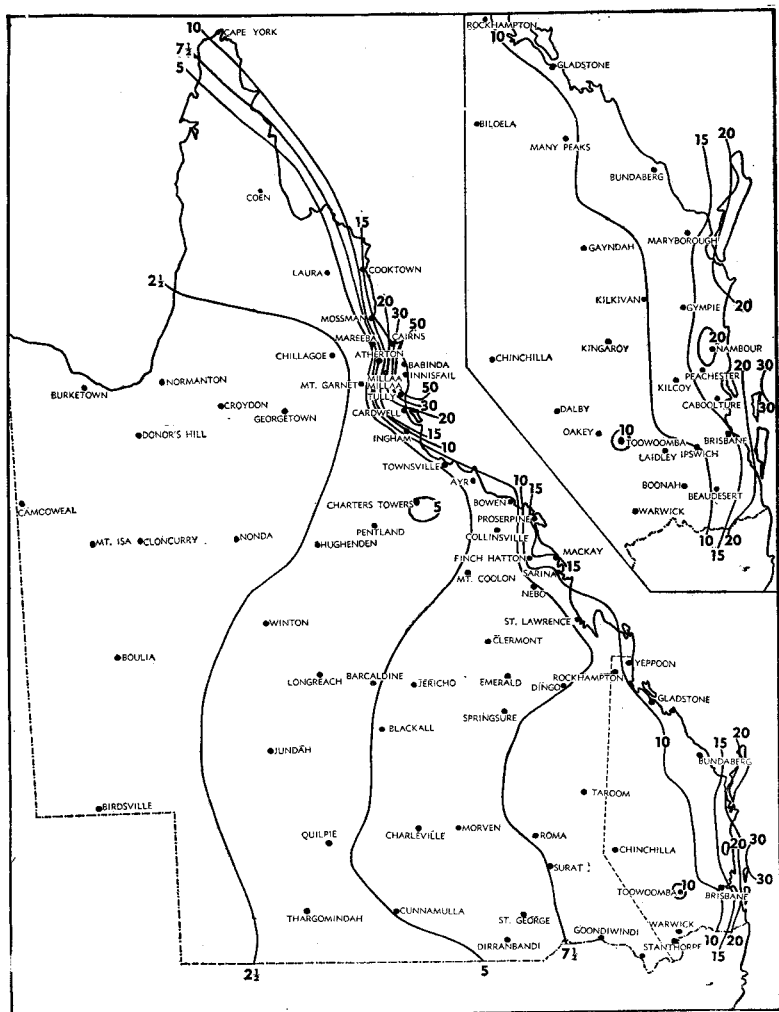 10
CAPE YORK
7½
5
COEN
15
LAURA
COOKTOWN
2½
20
30
50
MOSSMAN
MAREEBA
CAIRNS
CHILLAGOE
ATHERTON
BABINDA
MT. GARNET
MILLAA
MILLAA
INNISFAIL
BURKETOWN
NORMANTON
TULLY
50
CROYDON
GEORGETOWN
CARDWELL
30
20
DONOR'S HILL
INGHAM
15
10
TOWNSVILLE
AYR
CAMOOWEAL
CHARTERS TOWERS
5
BOWEN
10
15
PROSERPINE
PENTLAND
COLLINSVILLE
MT. ISA
CLONCURRY
NONDA
HUGHENDEN
FINCH HATTON
MACKAY
15
MT. COOLON
SARINA
NEBO
WINTON
ST. LAWRENCE
CLERMONT
BOULIA
YEPPOON
LONGREACH
BARCALDINE
JERICHO
EMERALD
DINGO
ROCKHAMPTON
GLADSTONE
SPRINGSURE
BLACKALL
10
15
20
JUNDAH
BUNDABERG
TAROOM
BIRDSVILLE
QUILPIE
CHARLEVILLE
MORVEN
ROMA
CHINCHILLA
20
30
SURAT
30
TOOWOOMBA
10
BRISBANE
THARGOMINDAH
CUNNAMULLA
ST. GEORGE
GOONDIWINDI
WARWICK
DIRRANBANDI
STANTHORPE
10
20
15
2½
5
7½
ROCKHAMPTON
10
GLADSTONE
BILOELA
MANY PEAKS
15
20
BUNDABERG
MARYBOROUGH
GAYNDAH
KILKIVAN
GYMPIE
20
KINGAROY
NAMBOUR
CHINCHILLA
PEACHESTER
20
30
KILCOY
CABOOLTURE
30
DALBY
OAKEY
10
TOOWOOMBA
BRISBANE
LAIDLEY
IPSWICH
BOONAH
BEAUDESERT
WARWICK
10
20
15